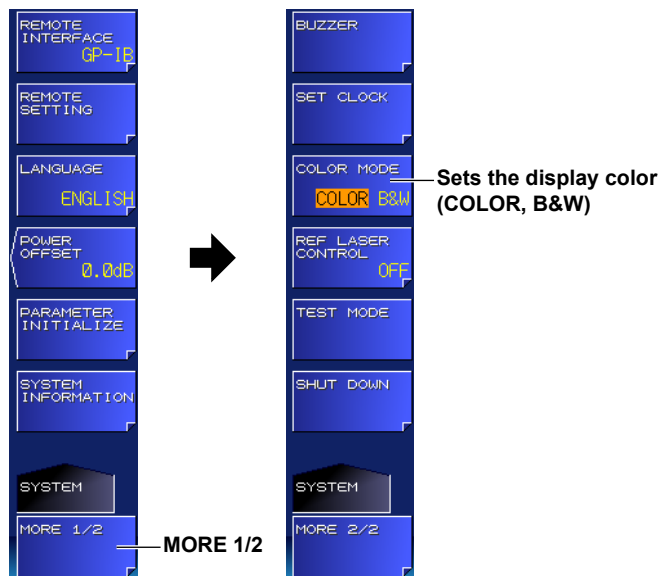 REMOTE
INTERFACE
GP-IB
REMOTE
SETTING
LANGUAGE
ENGLISH
POWER
OFFSET
0.0dB
PARAMETER
INITIALIZE
SYSTEM
INFORMATION
SYSTEM
MORE 1/2
MORE 1/2
BUZZER
SET CLOCK
COLOR MODE
COLOR B&W
Sets the display color
(COLOR, B&W)
REF LASER
CONTROL
OFF
TEST MODE
SHUT DOWN
SYSTEM
MORE 2/2